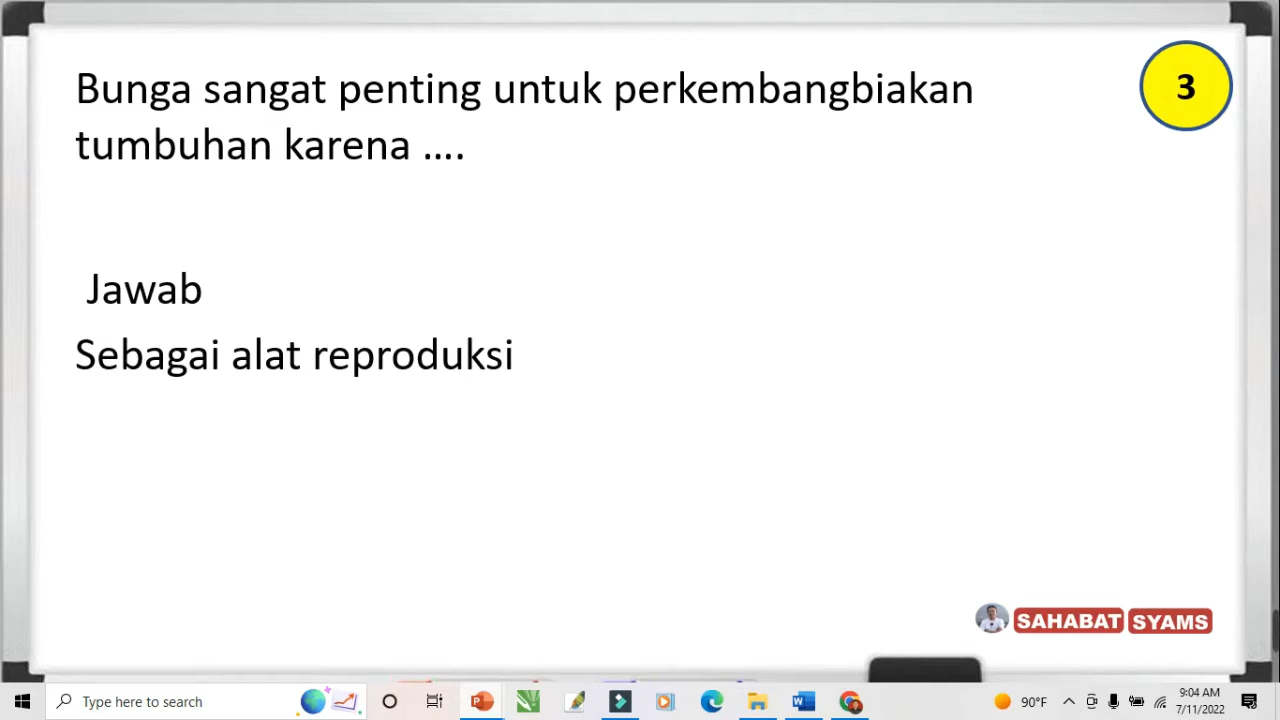 Bunga sangat penting untuk perkembangbiakan
3
tumbuhan karena ....
Jawab
Sebagai alat reproduksi
SAHABAT SYAMS
Type here to search
90°F
9:04 AM
7/11/2022